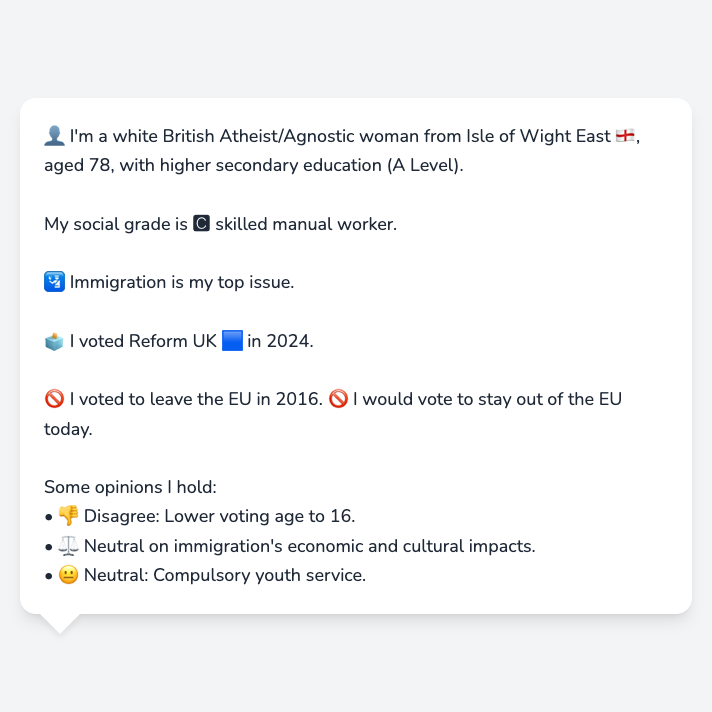 👤 I'm a white British Atheist/Agnostic woman from Isle of Wight East 🏴󠁧󠁢󠁥󠁮󠁧󠁿,
aged 78, with higher secondary education (A Level).
My social grade is 🅲 skilled manual worker.
🛂 Immigration is my top issue.
🗳️ I voted Reform UK 🟦 in 2024.
🚫 I voted to leave the EU in 2016. 🚫 I would vote to stay out of the EU
today.
Some opinions I hold:
• 👎 Disagree: Lower voting age to 16.
• ⚖️ Neutral on immigration's economic and cultural impacts.
• 😐 Neutral: Compulsory youth service.